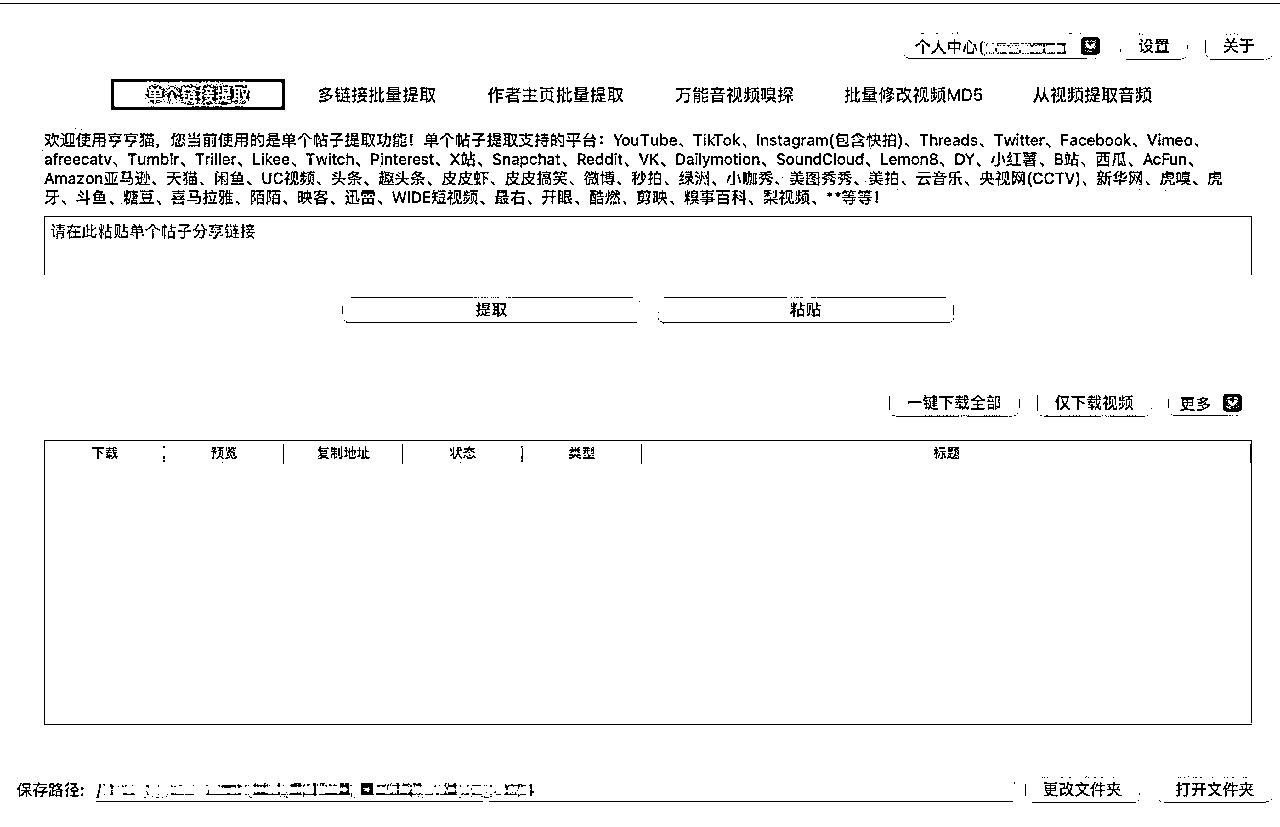 个人中心(
设置
关于
单个链接提取
多链接批量提取
作者主页批量提取
万能音视频嗅探
批量修改视频MD5
从视频提取音频
欢迎使用亨亨猫，您当前使用的是单个帖子提取功能！单个帖子提取支持的平台：YouTube、TikTok、Instagram(包含快拍)、Threads、Twitter、Facebook、Vimeo、
afreecatv、Tumblr、Triller、Likee、Twitch、Pinterest、X站、Snapchat、Reddit、VK、Dailymotion、SoundCloud、Lemon8、DY、小红薯、B站、西瓜、AcFun、
Amazon亚马逊、天猫、闲鱼、UC视频、头条、趣头条、皮皮虾、皮皮搞笑、微博、秒拍、绿洲、小咖秀、美图秀秀、美拍、云音乐、央视网(CCTV)、新华网、虎嗅、虎
牙、斗鱼、糖豆、喜马拉雅、陌陌、映客、迅雷、WIDE短视频、最右、开眼、酷燃、剪映、糗事百科、梨视频、**等等！
请在此粘贴单个帖子分享链接
提取
粘贴
一键下载全部
仅下载视频
更多
下载
预览
复制地址
状态
类型
标题
保存路径:
更改文件夹
打开文件夹